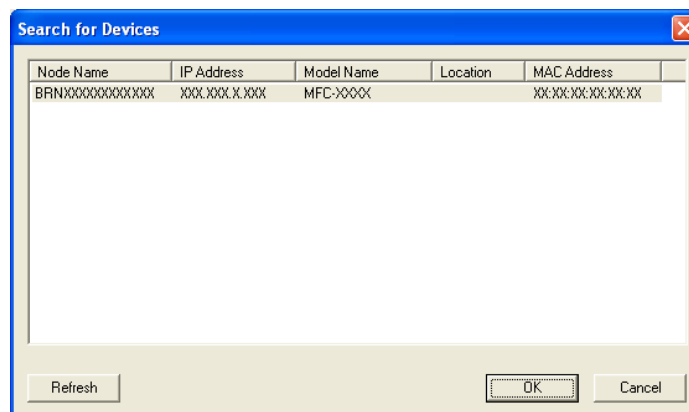 Search for Devices
Node Name IP Address Model Name Location MAC Address
BRNXXXXXXXXXXXX XXX.XXX.X.XXX MFC-XXXX XX:XX:XX:XX:XX:XX
Refresh OK Cancel